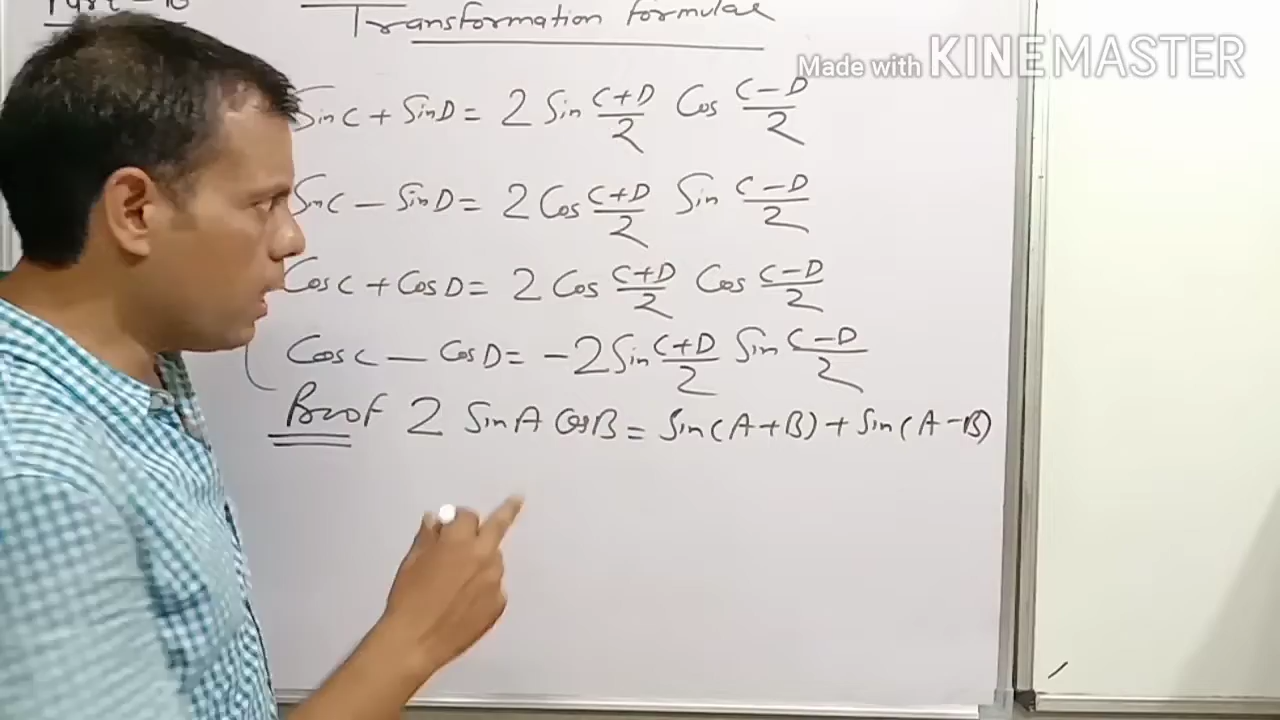 Part - 10
Transformation formulae
Made with KINEMASTER
Sin C + Sin D = 2 Sin (C+D)/2 Cos (C-D)/2
Sin C - Sin D = 2 Cos (C+D)/2 Sin (C-D)/2
Cos C + Cos D = 2 Cos (C+D)/2 Cos (C-D)/2
Cos C - Cos D = -2 Sin (C+D)/2 Sin (C-D)/2
Proof 2 Sin A Cos B = Sin (A+B) + Sin (A-B)